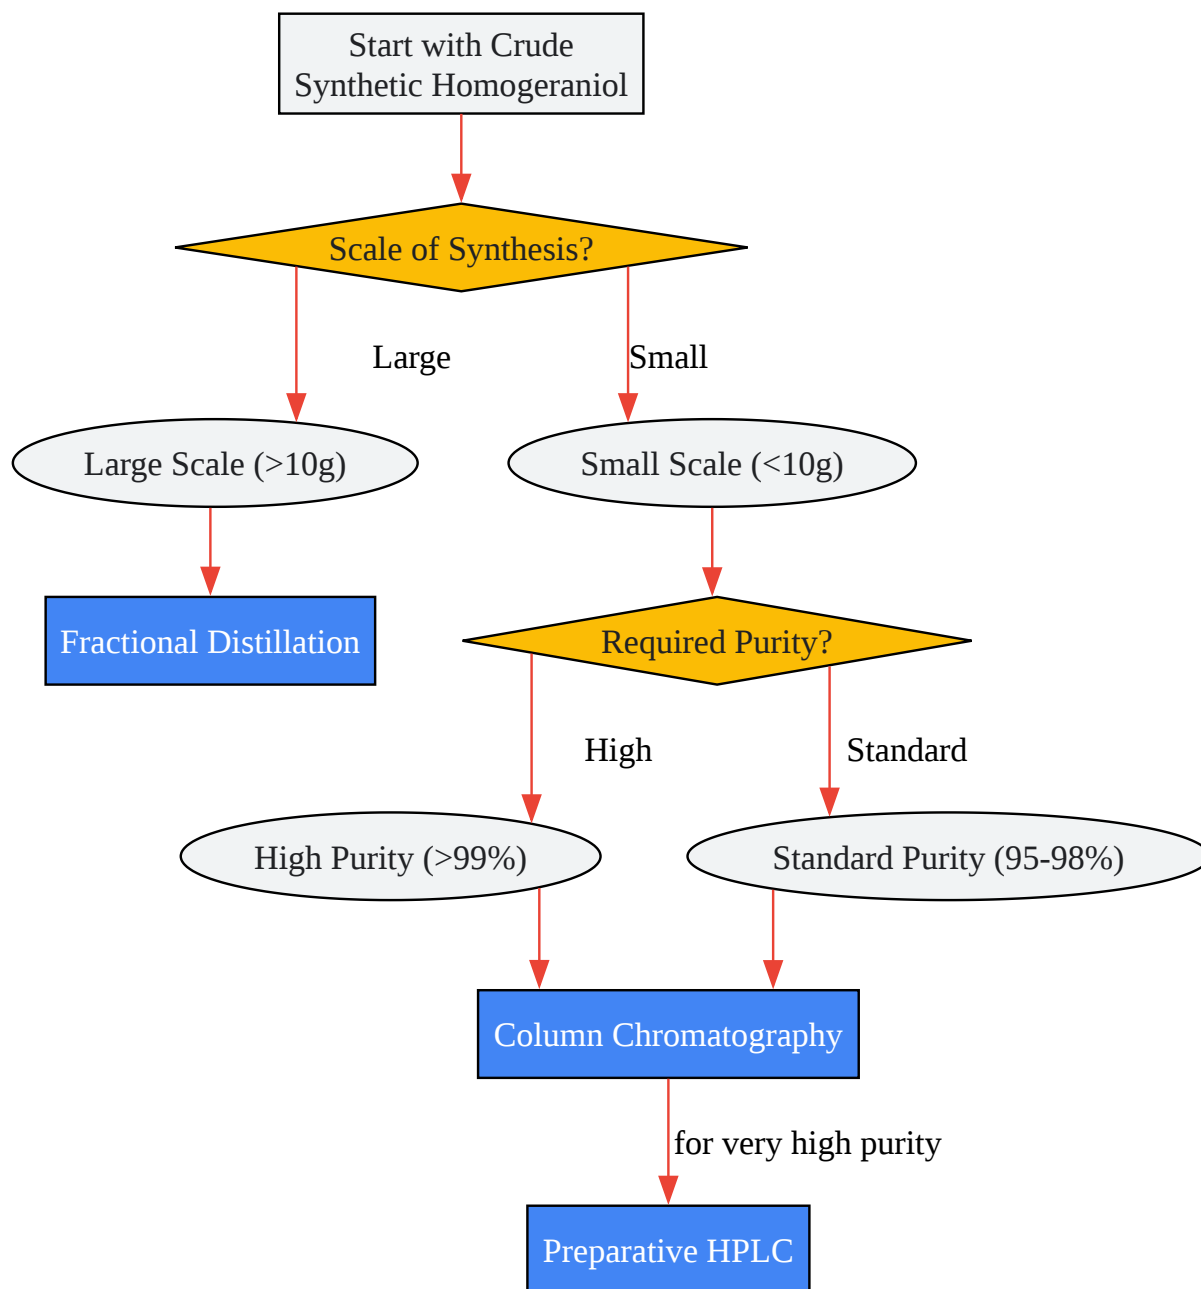 Start with Crude
Synthetic Homogeraniol
Scale of Synthesis?
Large
Small
Large Scale (>10g)
Small Scale (<10g)
Fractional Distillation
Required Purity?
High
Standard
High Purity (>99%)
Standard Purity (95-98%)
Column Chromatography
for very high purity
Preparative HPLC